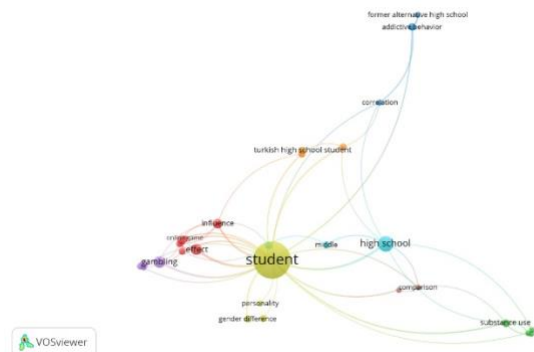 former alternative high school
addictive behavior
correlation
turkish high school student
influence
effect
gambling
student
middle
high school
comparison
personality
gender difference
substance use
VOSviewer